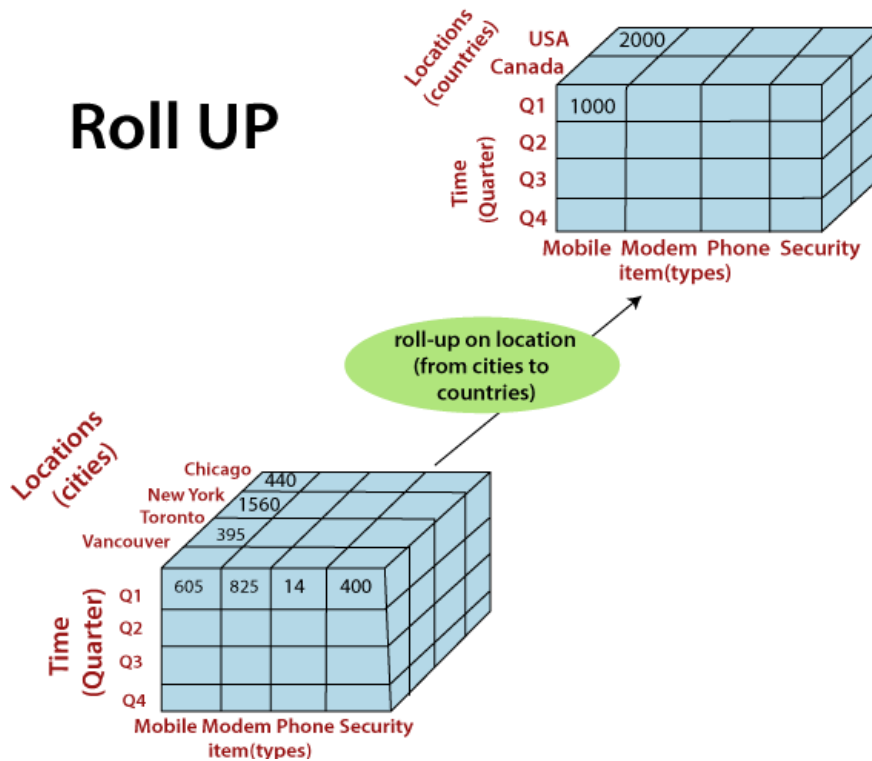 Roll UP
Locations
(countries)
USA
Canada
2000
Q1
1000
Q2
Q3
Q4
Time
(Quarter)
Mobile Modem Phone Security
item(types)
roll-up on location
(from cities to
countries)
Locations
(cities)
Chicago
New York
Toronto
Vancouver
440
1560
395
Q1
605 825 14 400
Q2
Q3
Q4
Time
(Quarter)
Mobile Modem Phone Security
item(types)